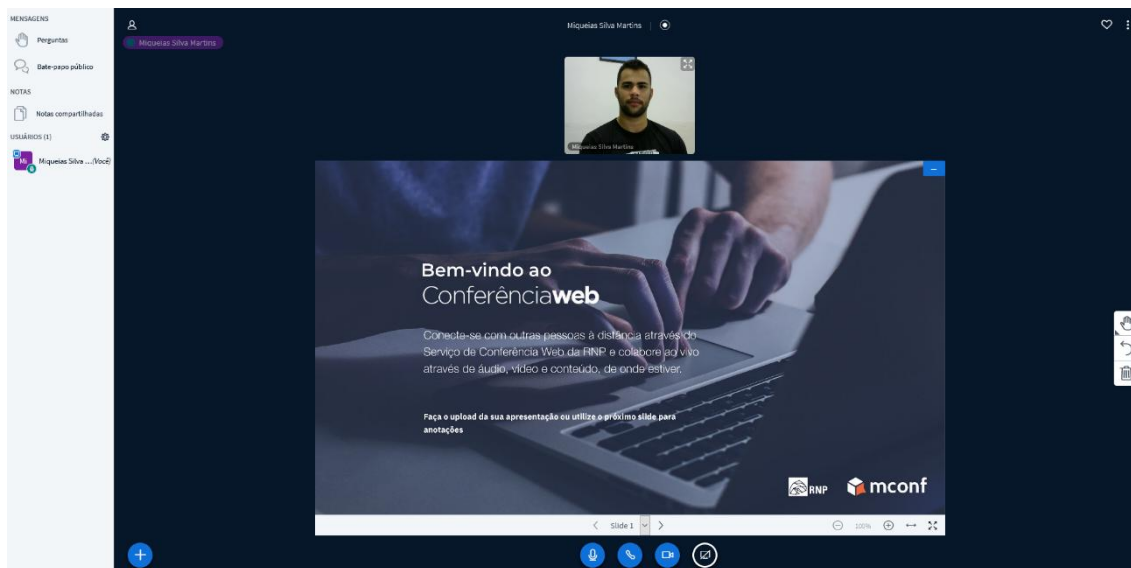 MENSAGENS
Perguntas
Bate-papo público
NOTAS
Notas compartilhadas
USUÁRIOS (1)
Mi
Miqueias Silva ...(Você)
Miqueias Silva Martins
Miqueias Silva Martins
Miqueias Silva Martins
Bem-vindo ao
Conferênciaweb
Conecte-se com outras pessoas à distância através do
Serviço de Conferência Web da RNP e colabore ao vivo
através de áudio, vídeo e conteúdo, de onde estiver.
Faça o upload da sua apresentação ou utilize o próximo slide para
anotações
RNP
mconf
Slide 1
100%